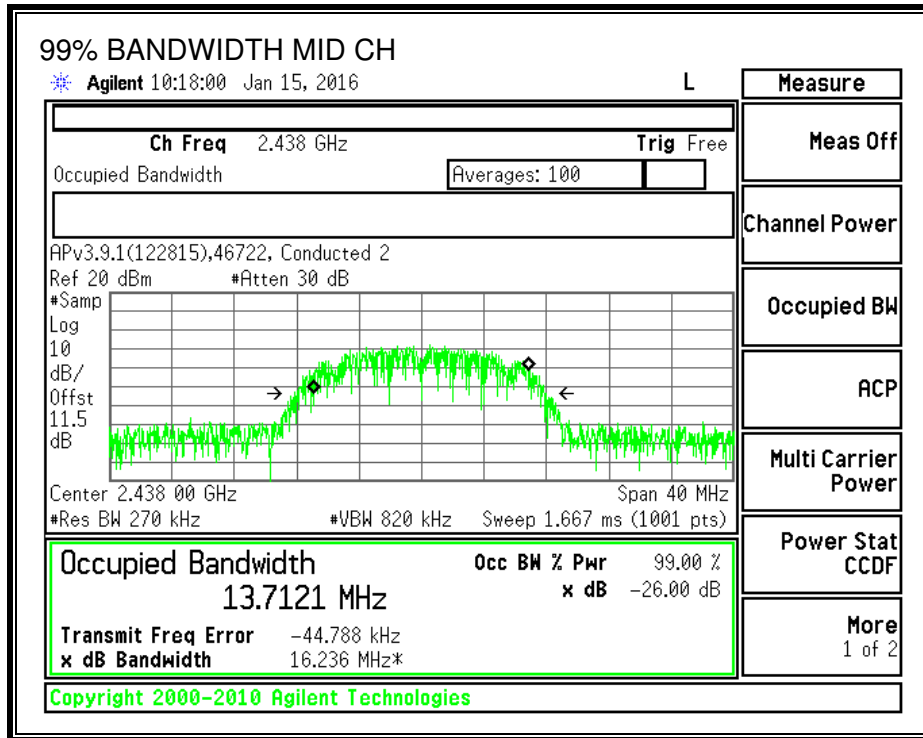 99% BANDWIDTH MID CH
Agilent 10:18:00 Jan 15, 2016 L
Measure
Ch Freq 2.438 GHz Trig Free
Meas Off
Occupied Bandwidth Averages: 100
Channel Power
APv3.9.1(122815),46722, Conducted 2
Ref 20 dBm #Atten 30 dB
#Samp
Log
10
dB/
Offst
11.5
dB
Occupied BW
ACP
Multi Carrier
Power
Center 2.438 00 GHz Span 40 MHz
#Res BW 270 kHz #VBW 820 kHz Sweep 1.667 ms (1001 pts)
Power Stat
CCDF
Occupied Bandwidth Occ BW % Pwr 99.00 %
13.7121 MHz x dB -26.00 dB
Transmit Freq Error -44.788 kHz
x dB Bandwidth 16.236 MHz*
More
1 of 2
Copyright 2000-2010 Agilent Technologies